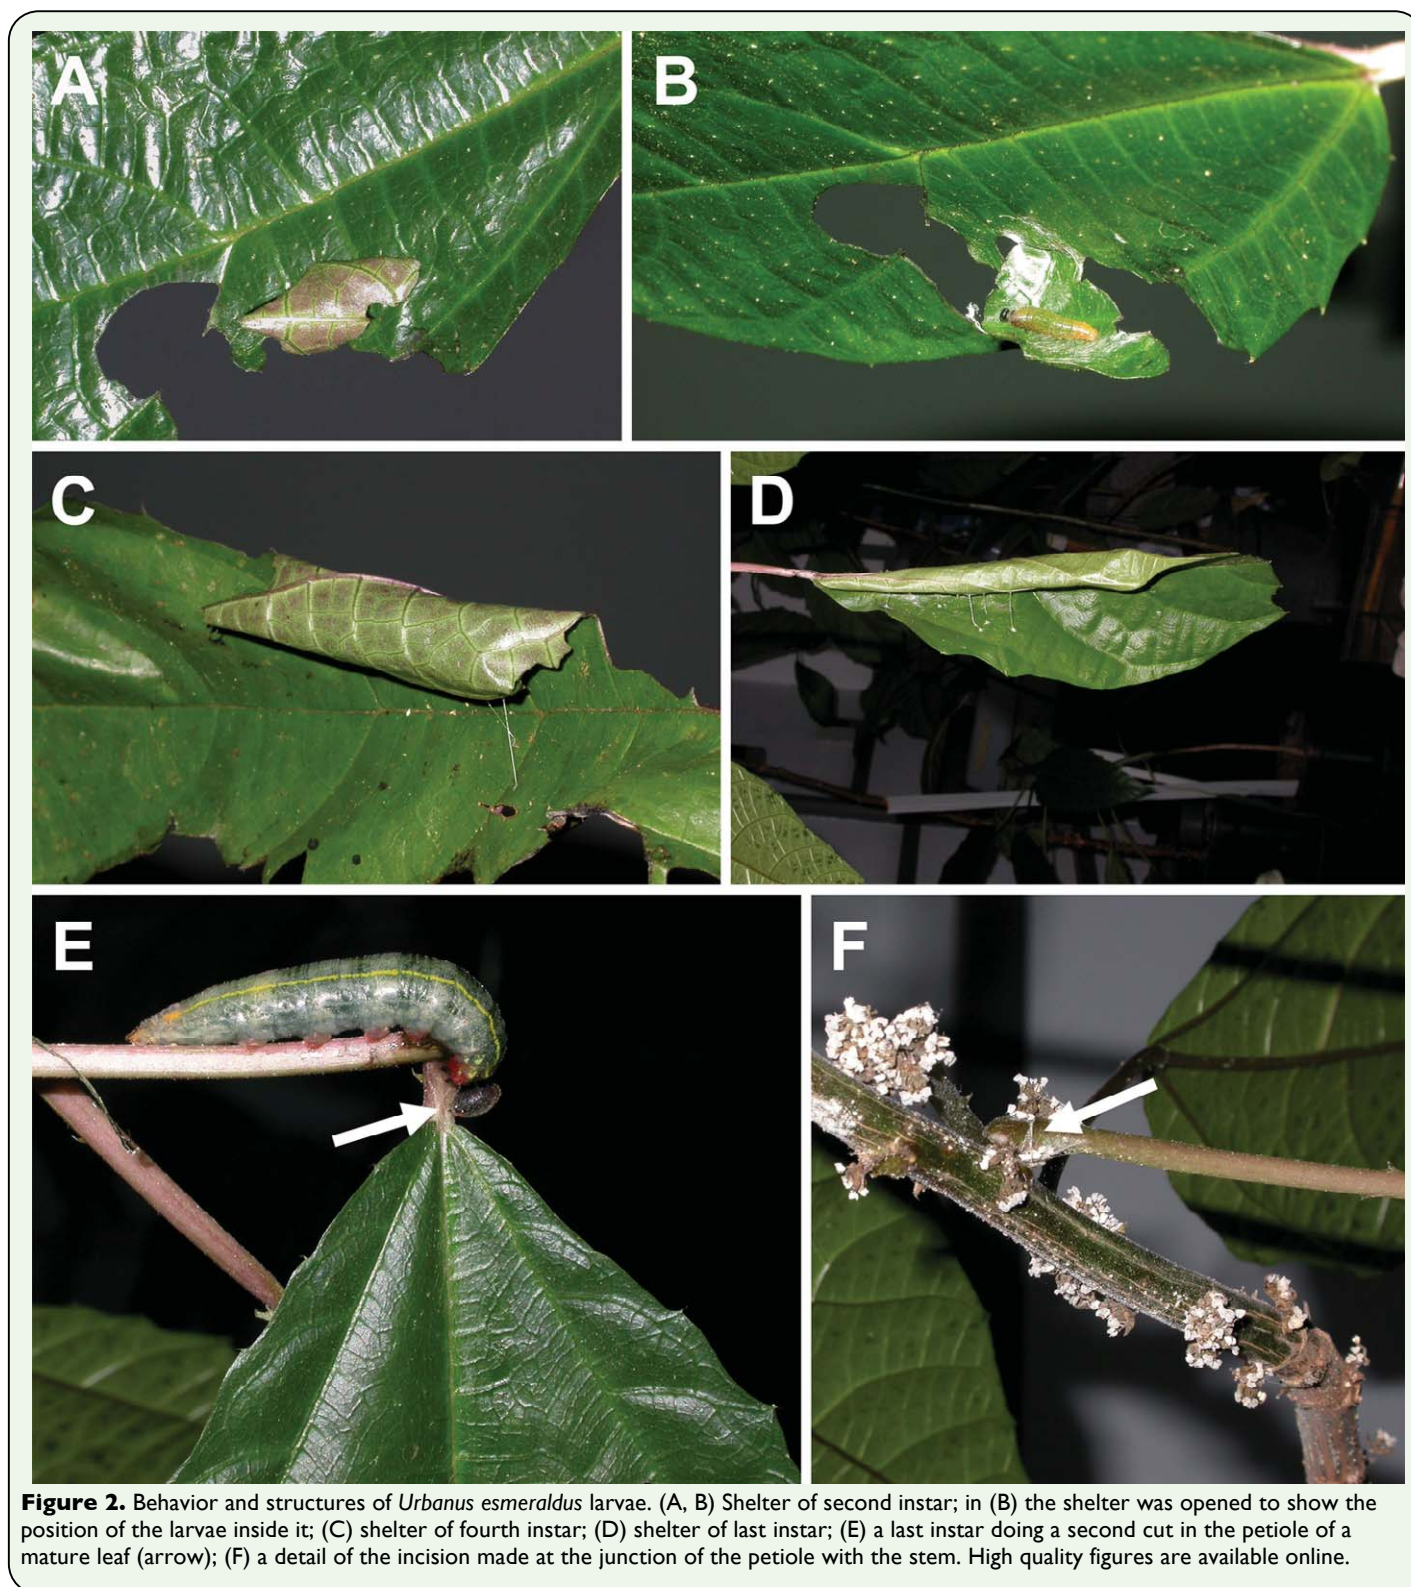 A
B
C
D
E
F
Figure 2. Behavior and structures of Urbanus esmeraldus larvae. (A, B) Shelter of second instar; in (B) the shelter was opened to show the
position of the larvae inside it; (C) shelter of fourth instar; (D) shelter of last instar; (E) a last instar doing a second cut in the petiole of a
mature leaf (arrow); (F) a detail of the incision made at the junction of the petiole with the stem. High quality figures are available online.